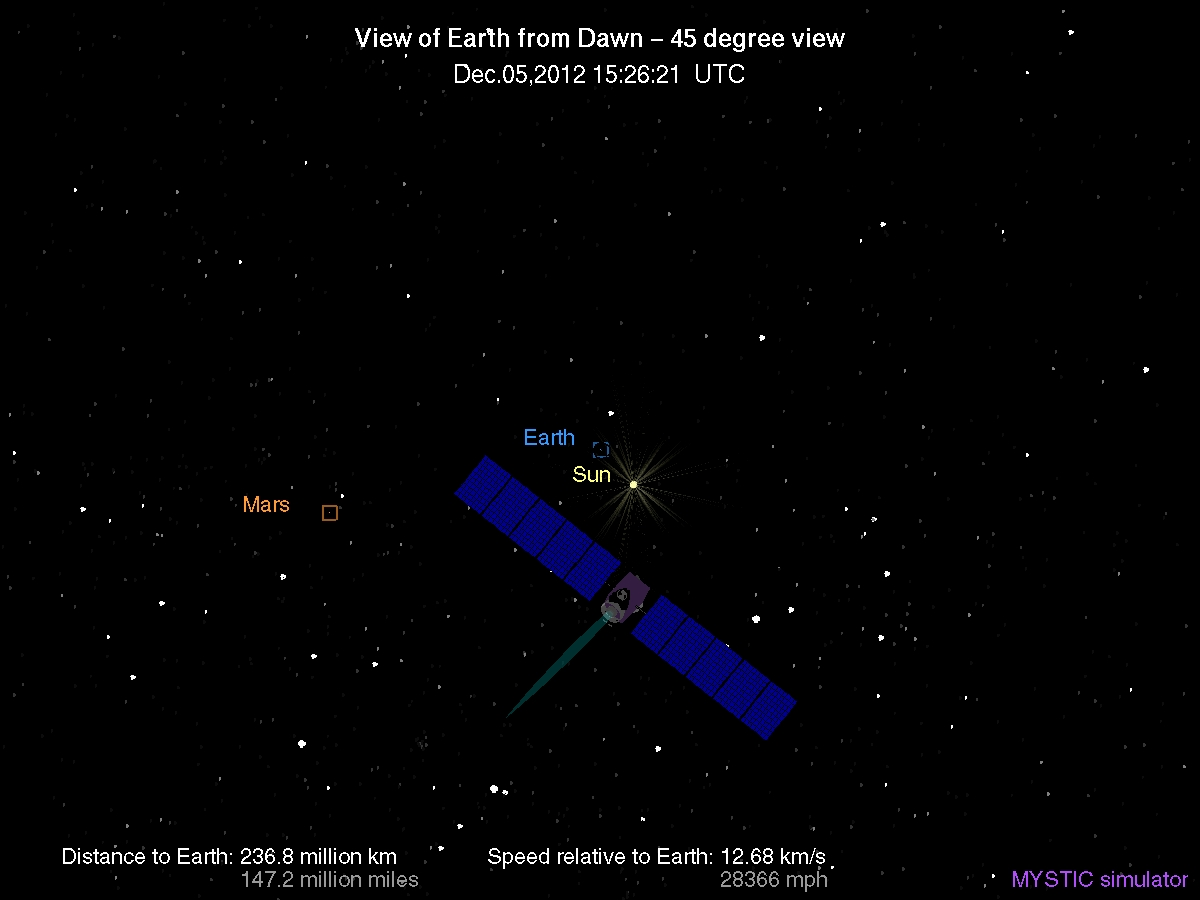 View of Earth from Dawn – 45 degree view
Dec.05,2012 15:26:21 UTC
Earth
Sun
Mars
Distance to Earth: 236.8 million km
147.2 million miles
Speed relative to Earth: 12.68 km/s
28366 mph
MYSTIC simulator